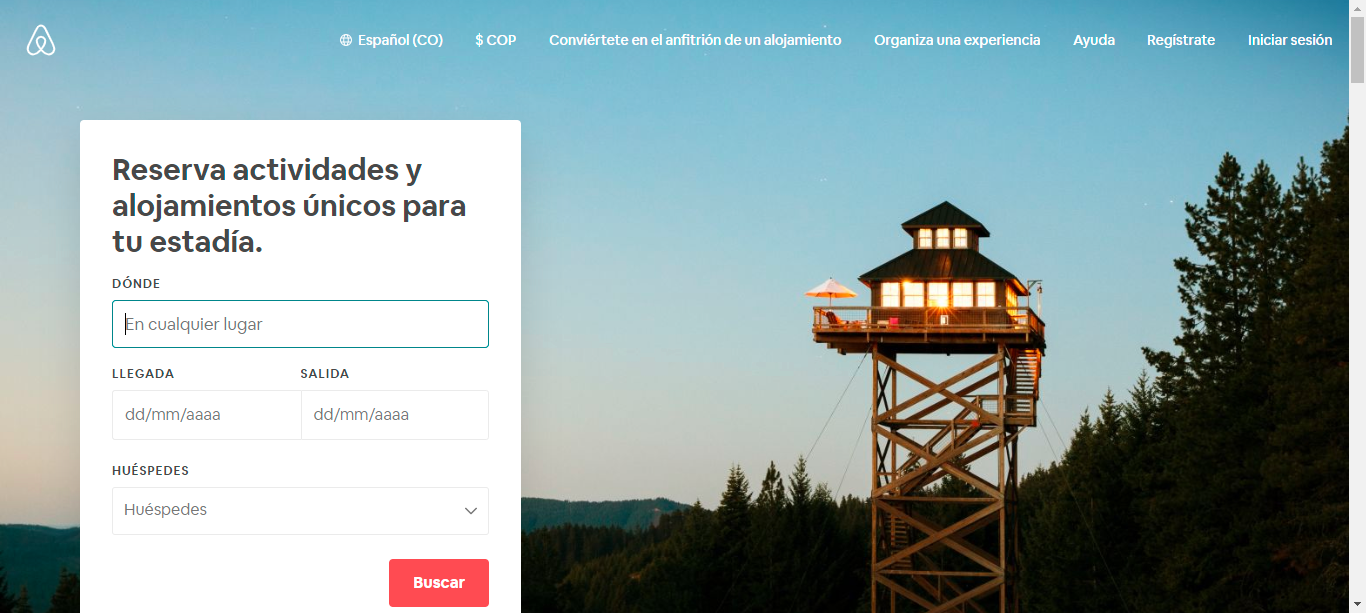 Español (CO)
$ COP
Conviértete en el anfitrión de un alojamiento
Organiza una experiencia
Ayuda
Regístrate
Iniciar sesión
Reserva actividades y
alojamientos únicos para
tu estadía.
DÓNDE
En cualquier lugar
LLEGADA
SALIDA
dd/mm/aaaa
dd/mm/aaaa
HUÉSPEDES
Huéspedes
Buscar